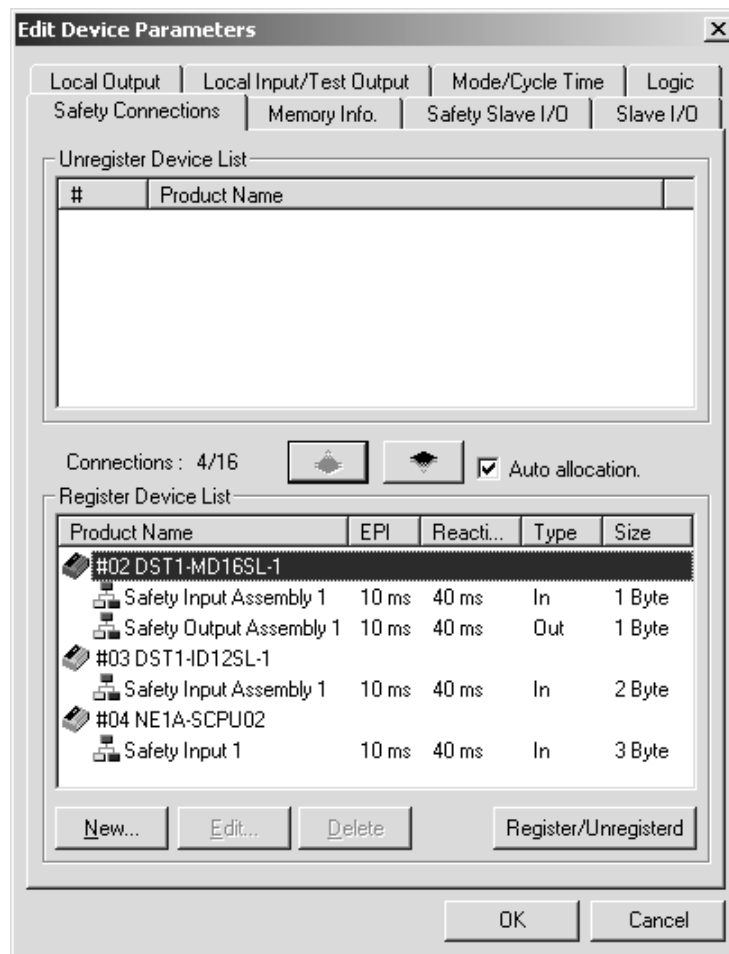 Edit Device Parameters
Local Output Local Input/Test Output Mode/Cycle Time Logic
Safety Connections Memory Info. Safety Slave I/O Slave I/O
Unregister Device List
# Product Name
Connections : 4/16 Auto allocation.
Register Device List
Product Name EPI Reacti... Type Size
#02 DST1-MD16SL-1
Safety Input Assembly 1 10 ms 40 ms In 1 Byte
Safety Output Assembly 1 10 ms 40 ms Out 1 Byte
#03 DST1-ID12SL-1
Safety Input Assembly 1 10 ms 40 ms In 2 Byte
#04 NE1A-SCPU02
Safety Input 1 10 ms 40 ms In 3 Byte
New... Edit... Delete Register/Unregisterd
OK Cancel